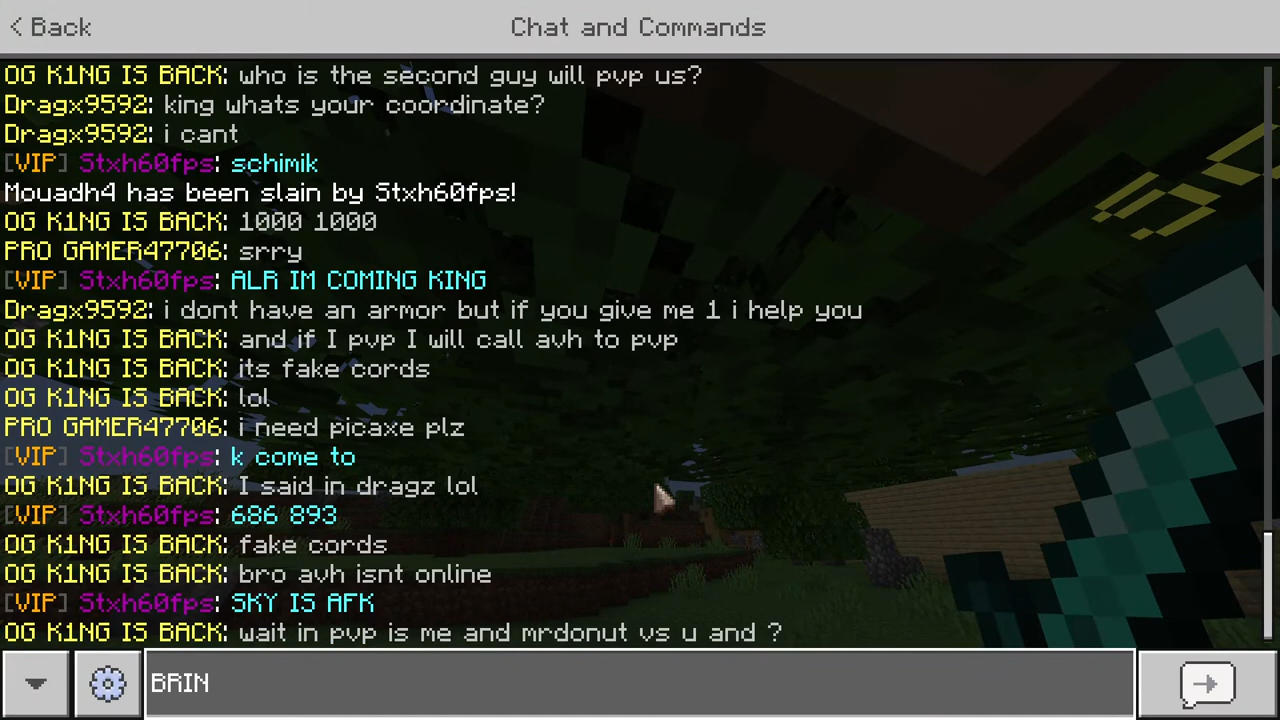 Back
Chat and Commands
OG K1NG IS BACK: who is the second guy will pvp us?
Dragx9592: king whats your coordinate?
Dragx9592: i cant
[VIP] Stxh60fps: schimik
Mouadh4 has been slain by Stxh60fps!
OG K1NG IS BACK: 1000 1000
PRO GAMER47706: srry
[VIP] Stxh60fps: ALR IM COMING KING
Dragx9592: i dont have an armor but if you give me 1 i help you
OG K1NG IS BACK: and if I pvp I will call avh to pvp
OG K1NG IS BACK: its fake cords
OG K1NG IS BACK: lol
PRO GAMER47706: i need picaxe plz
[VIP] Stxh60fps: k come to
OG K1NG IS BACK: I said in dragz lol
[VIP] Stxh60fps: 686 893
OG K1NG IS BACK: fake cords
OG K1NG IS BACK: bro avh isnt online
[VIP] Stxh60fps: SKY IS AFK
OG K1NG IS BACK: wait in pvp is me and mrdonut vs u and ?
BRIN